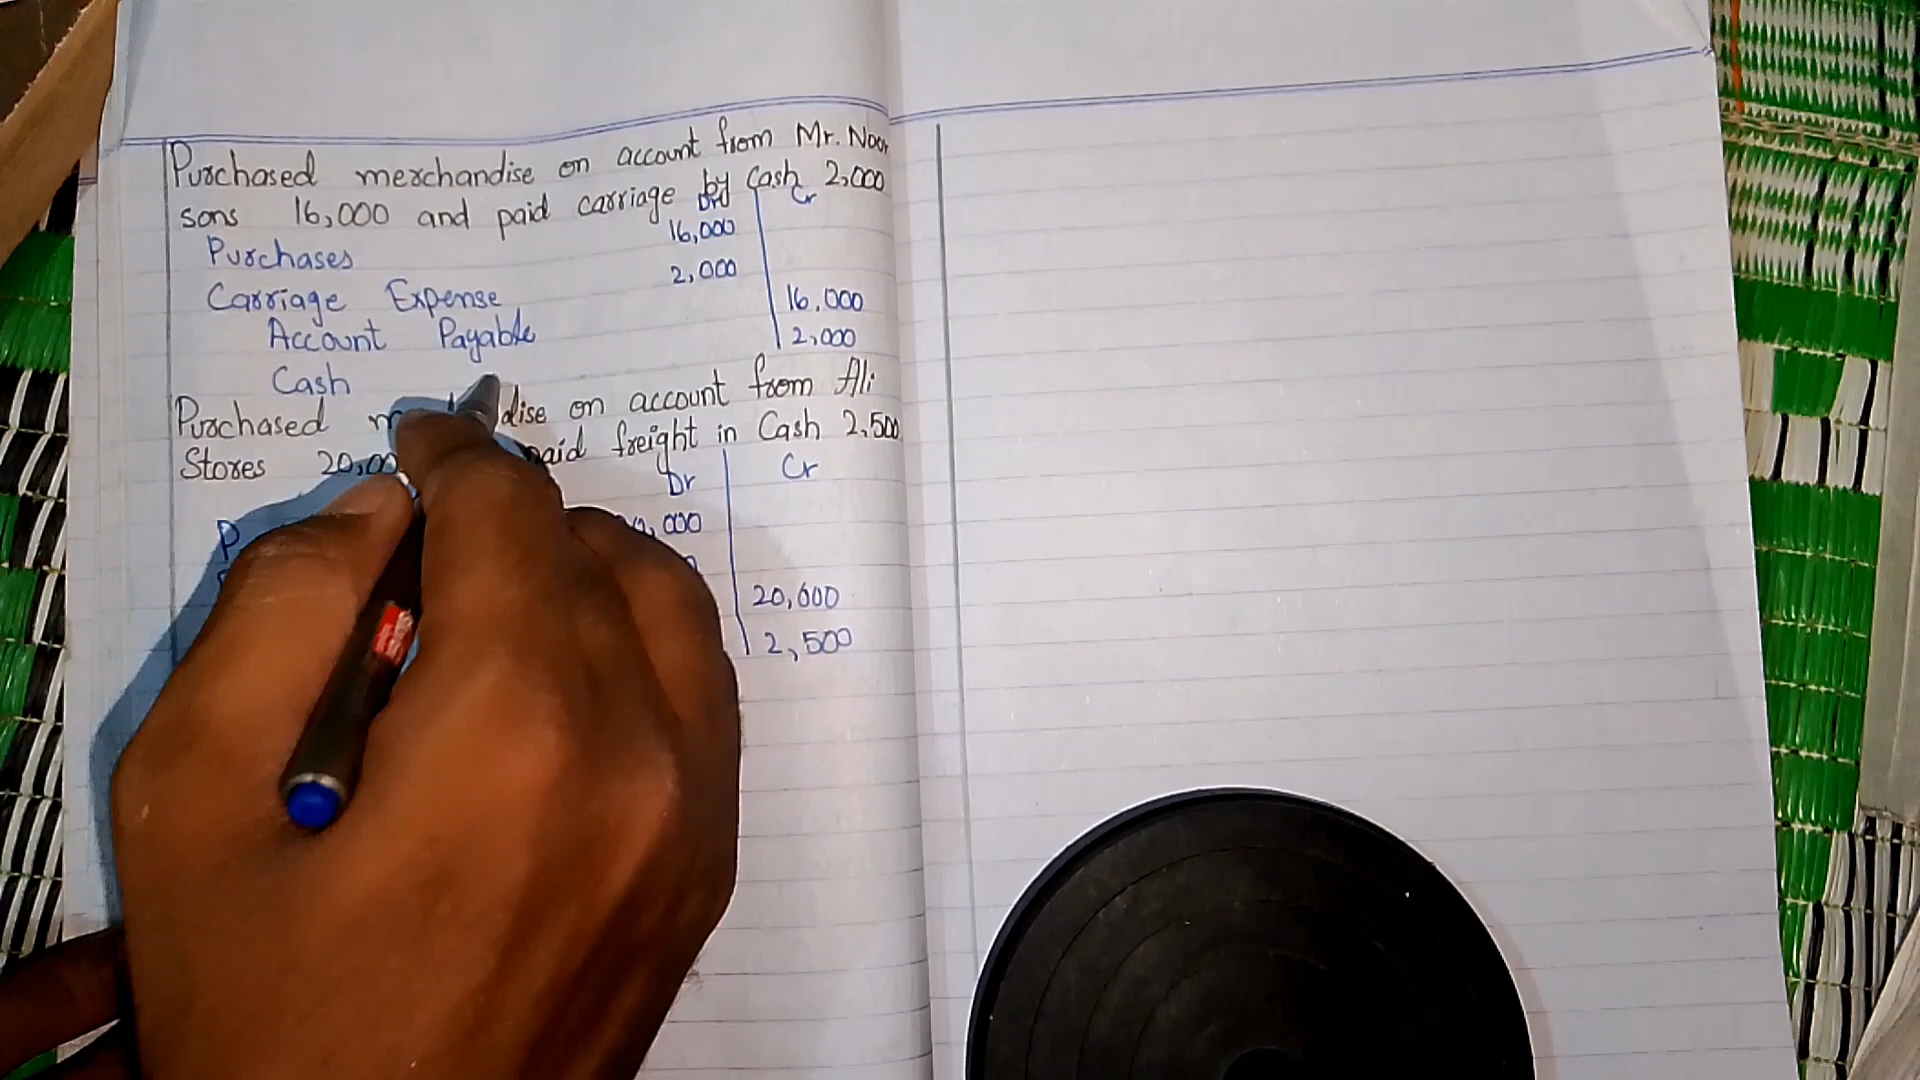 Purchased merchandise on account from Mr. Noor
sons 16,000 and paid carriage by Cash 2,000
Dr Cr
Purchases 16,000
Carriage Expense 2,000
Account Payable 16,000
Cash 2,000
Purchased on account from Ali
Stores paid freight in Cash 2,500
Dr Cr
20,000
2,500